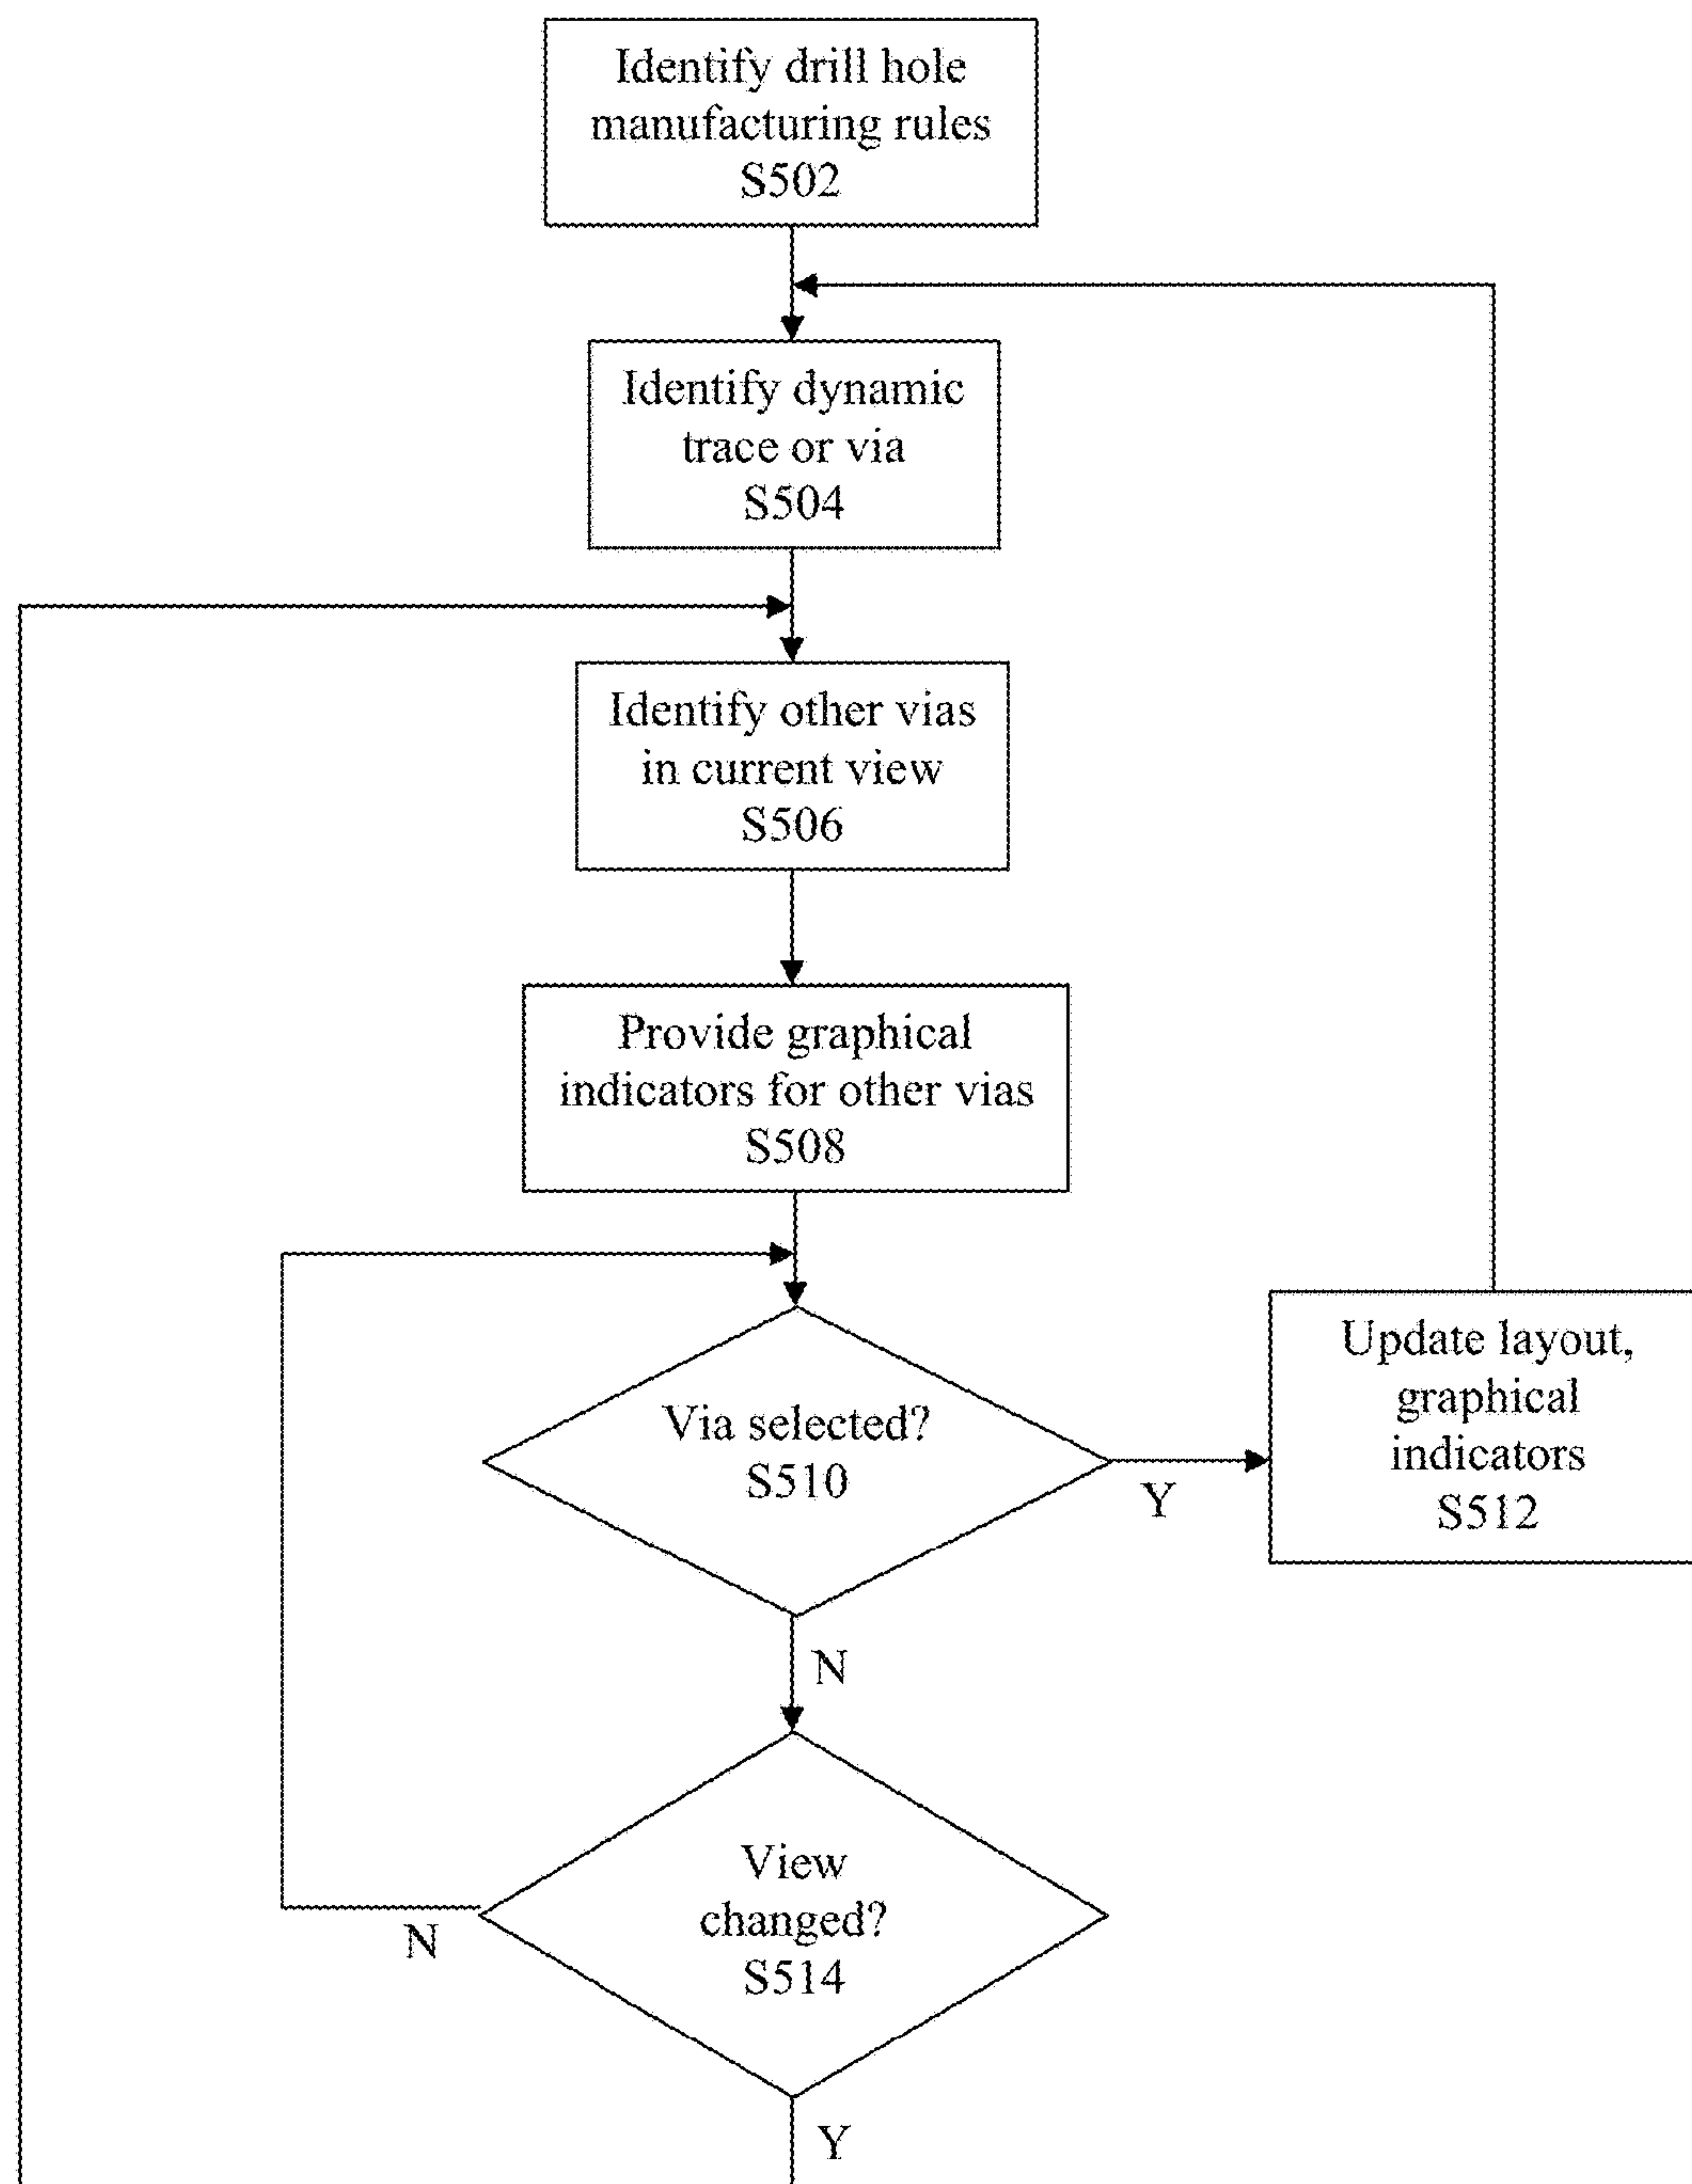 Identify drill hole
manufacturing rules
S502
Identify dynamic
trace or via
S504
Identify other vias
in current view
S506
Provide graphical
indicators for other vias
S508
Via selected?
S510
Y
Update layout,
graphical
indicators
S512
N
View
changed?
S514
N
Y